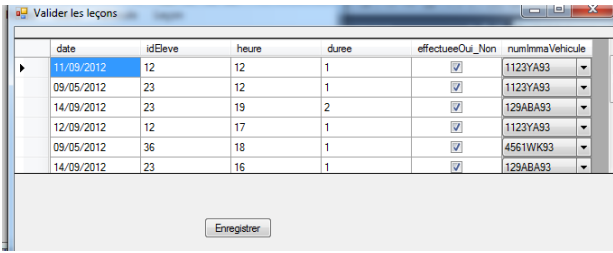 Valider les leçons
date idEleve heure duree effectueeOui_Non numImmaVehicule
11/09/2012 12 12 1 1123YA93
09/05/2012 23 12 1 1123YA93
14/09/2012 23 19 2 129ABA93
12/09/2012 12 17 1 1123YA93
09/05/2012 36 18 1 4561WK93
14/09/2012 23 16 1 129ABA93
Enregistrer